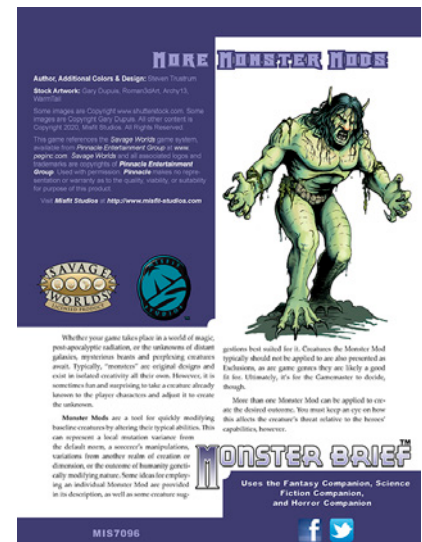 MORE MONSTER MODS
Author, Additional Colors & Design: Steven Trustrum
Stock Artwork: Gary Dupuis, Roman3dArt, Archy13,
WarmTail
Some images are Copyright www.shutterstock.com. Some
images are Copyright Gary Dupuis. All other content is
Copyright 2020, Misfit Studios. All Rights Reserved.
This game references the Savage Worlds game system,
available from Pinnacle Entertainment Group at www.
peginc.com. Savage Worlds and all associated logos and
trademarks are copyrights of Pinnacle Entertainment
Group. Used with permission. Pinnacle makes no repre-
sentation or warranty as to the quality, viability, or suitability
for purpose of this product.
Visit Misfit Studios at http://www.misfit-studios.com
SAVAGE
WORLDS
LICENSED PRODUCT
MISFIT
STUDIOS
Whether your game takes place in a world of magic,
post-apocalyptic radiation, or the unknowns of distant
galaxies, mysterious beasts and perplexing creatures
await. Typically, "monsters" are original designs and
exist in isolated creativity all their own. However, it is
sometimes fun and surprising to take a creature already
known to the player characters and adjust it to create
the unknown.
Monster Mods are a tool for quickly modifying
baseline creatures by altering their typical abilities. This
can represent a local mutation variance from
the default norm, a sorcerer's manipulations,
variations from another realm of creation or
dimension, or the outcome of humanity geneti-
cally modifying nature. Some ideas for employ-
ing an individual Monster Mod are provided
in its description, as well as some creature sug-
gestions best suited for it. Creatures the Monster Mod
typically should not be applied to are also presented as
Exclusions, as are game genres they are likely a good
fit for. Ultimately, it's for the Gamemaster to decide,
though.
More than one Monster Mod can be applied to cre-
ate the desired outcome. You must keep an eye on how
this affects the creature's threat relative to the heroes'
capabilities, however.
MONSTER BRIEF™
Uses the Fantasy Companion, Science
Fiction Companion,
and Horror Companion
MIS7096